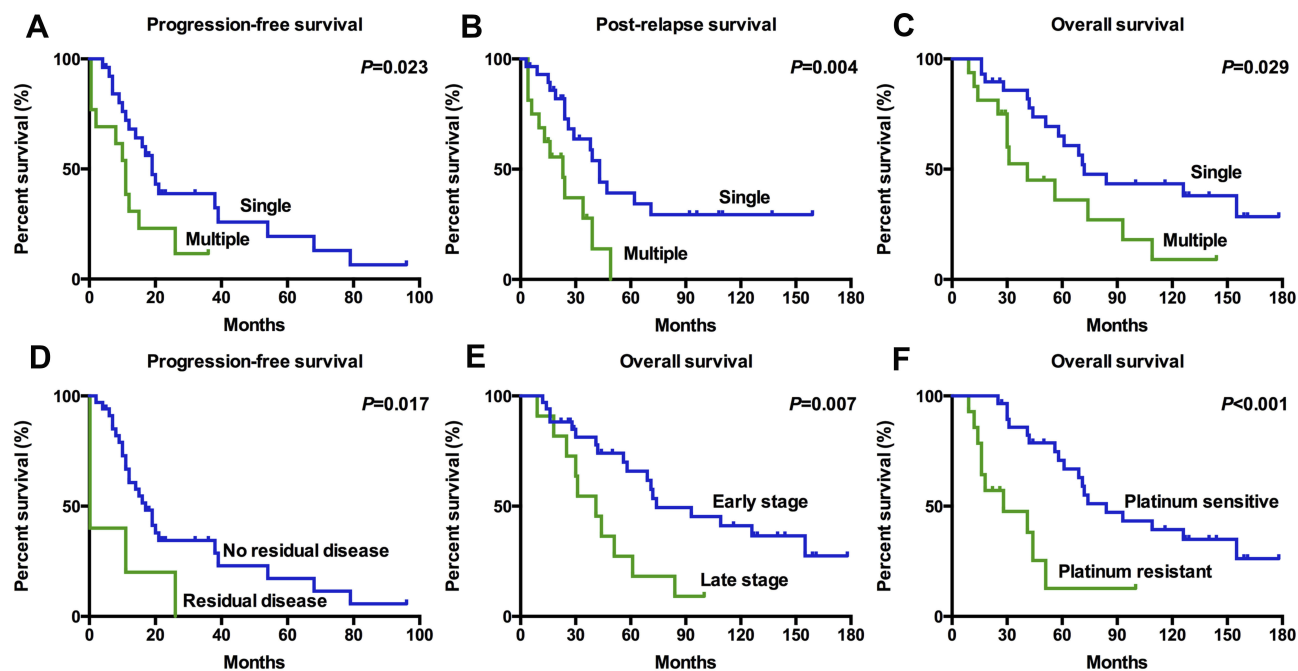 A
Progression-free survival
P=0.023
Percent survival (%)
100
50
0
Single
Multiple
0 20 40 60 80 100
Months
B
Post-relapse survival
P=0.004
Percent survival (%)
100
50
0
Single
Multiple
0 30 60 90 120 150 180
Months
C
Overall survival
P=0.029
Percent survival (%)
100
50
0
Single
Multiple
0 30 60 90 120 150 180
Months
D
Progression-free survival
P=0.017
Percent survival (%)
100
50
0
No residual disease
Residual disease
0 20 40 60 80 100
Months
E
Overall survival
P=0.007
Percent survival (%)
100
50
0
Early stage
Late stage
0 30 60 90 120 150 180
Months
F
Overall survival
P<0.001
Percent survival (%)
100
50
0
Platinum sensitive
Platinum resistant
0 30 60 90 120 150 180
Months